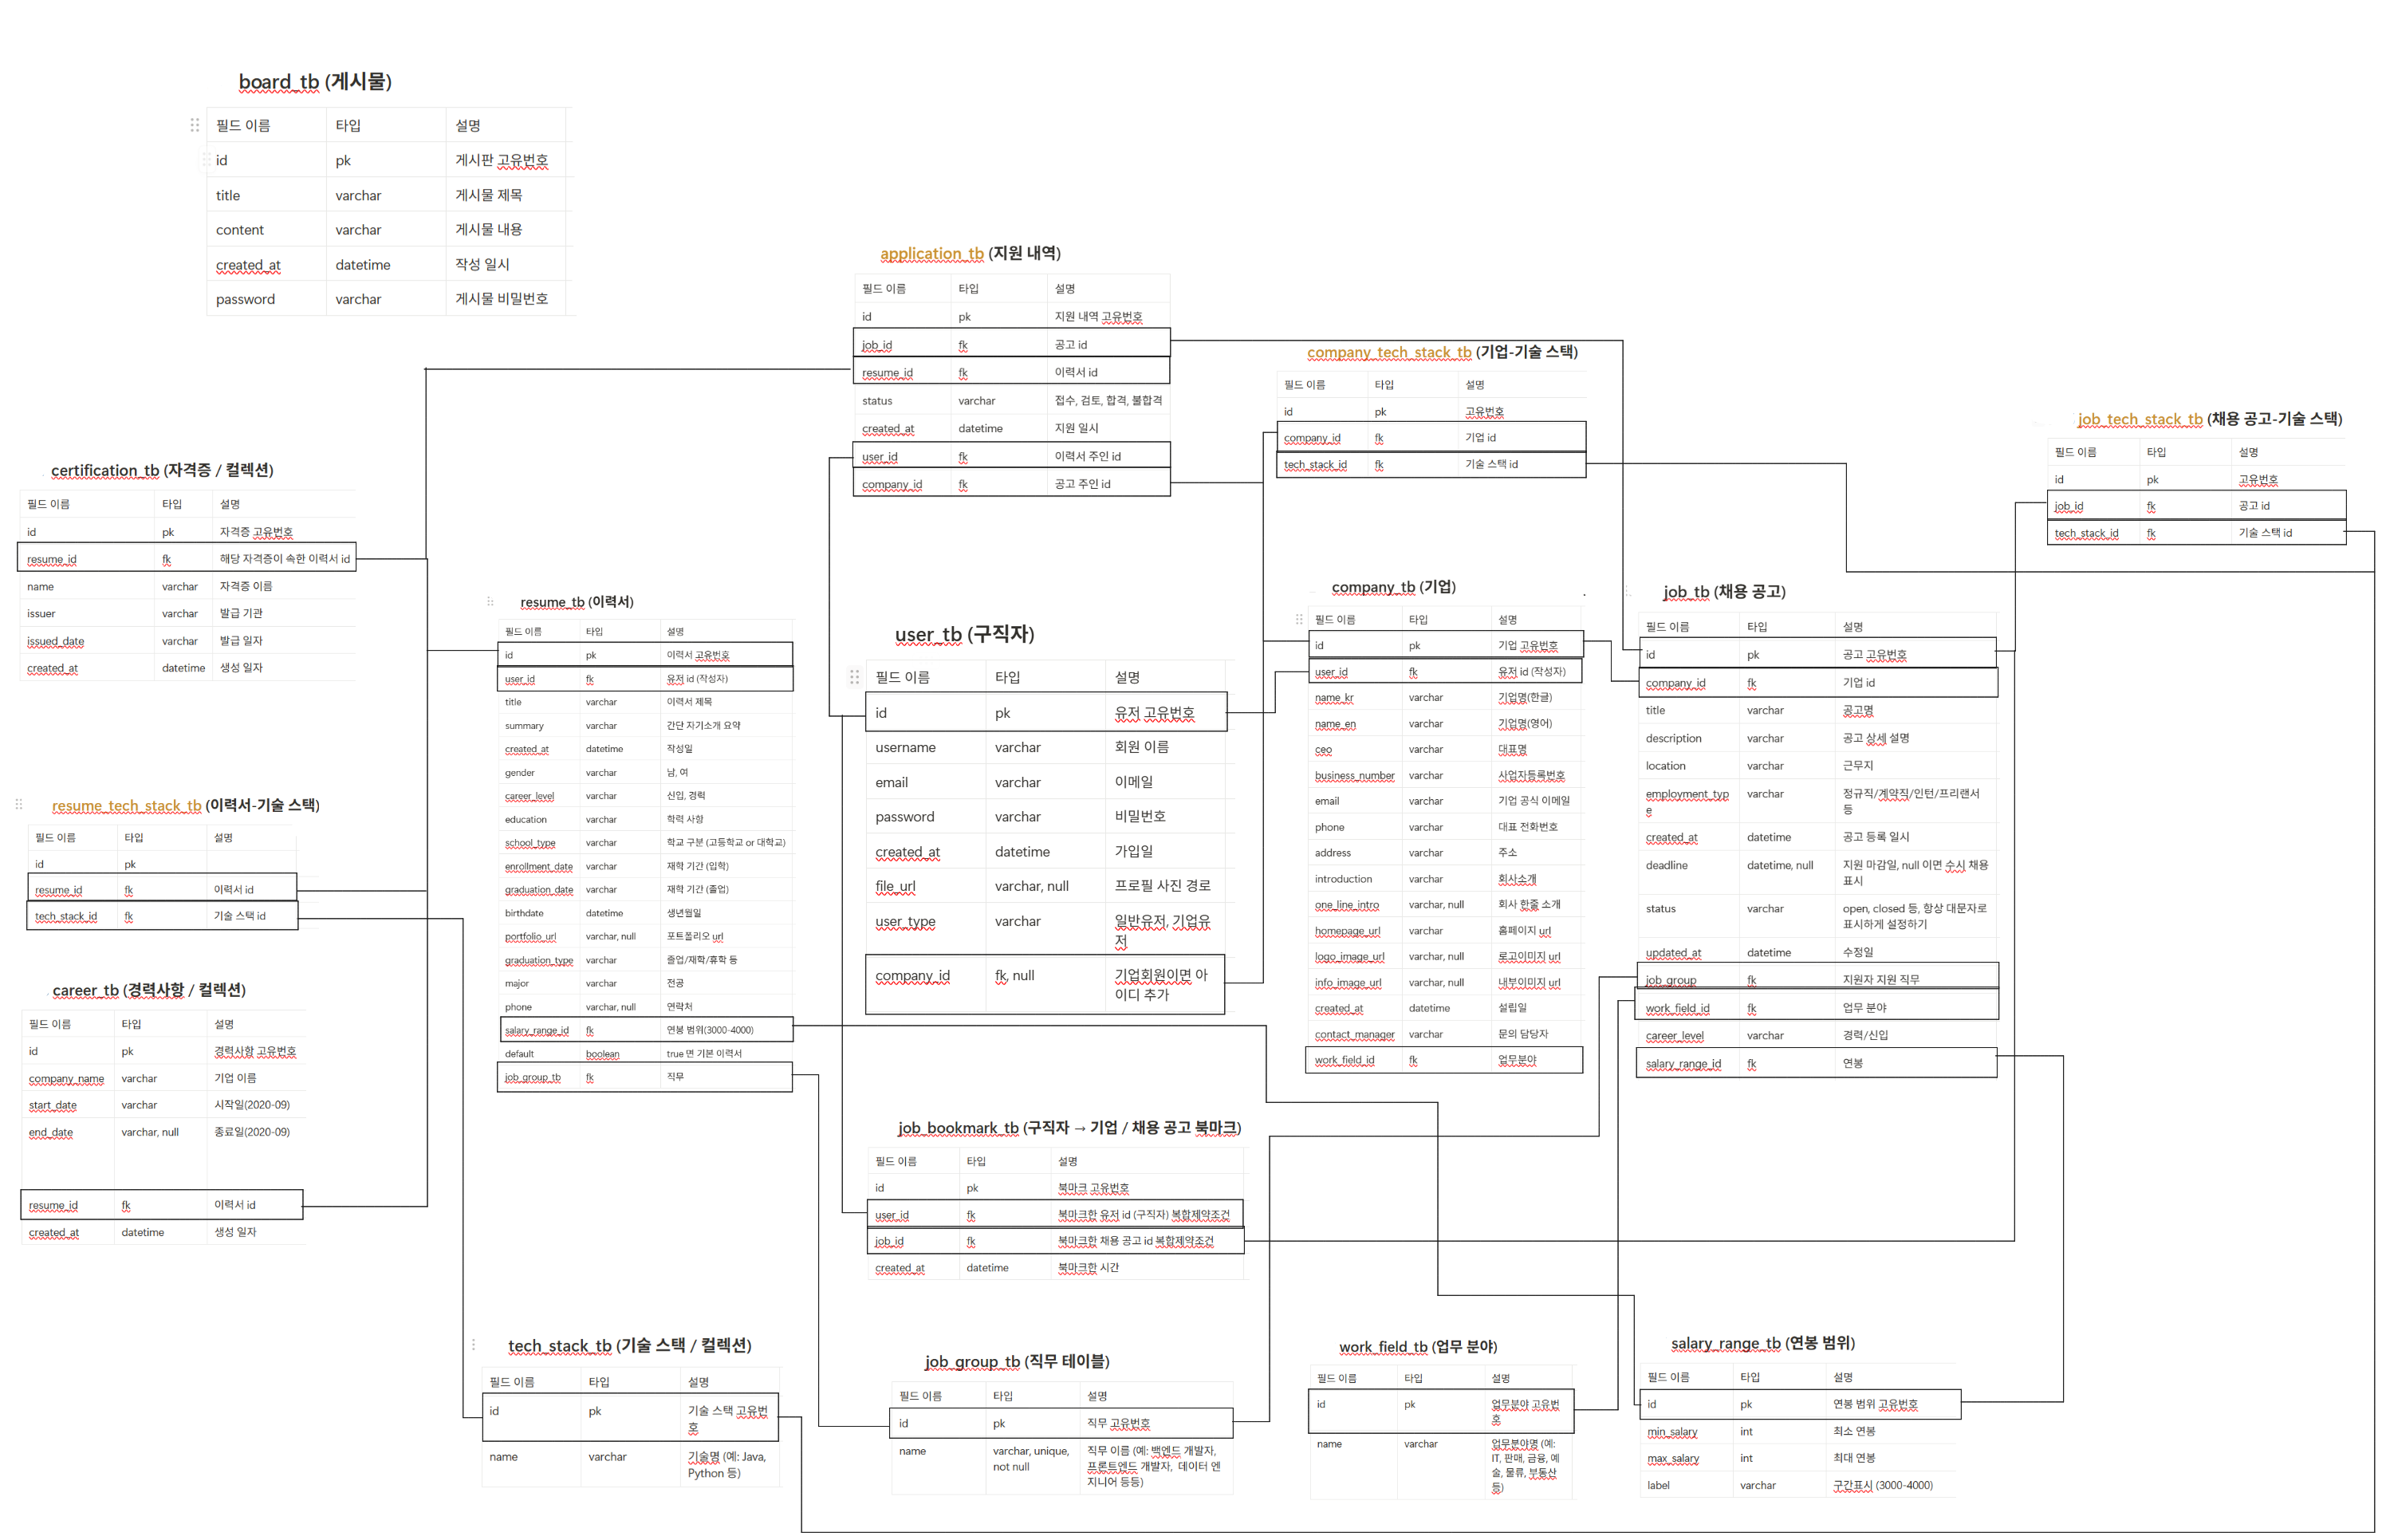 board_tb (게시물)
필드 이름 타입 설명
id pk 게시판 고유번호
title varchar 게시물 제목
content varchar 게시물 내용
created_at datetime 작성 일시
password varchar 게시물 비밀번호
application_tb (지원 내역)
필드 이름 타입 설명
id pk 지원 내역 고유번호
job_id fk 공고 id
resume_id fk 이력서 id
status varchar 접수, 검토, 합격, 불합격
created_at datetime 지원 일시
user_id fk 이력서 주인 id
company_id fk 공고 주인 id
company_tech_stack_tb (기업-기술 스택)
필드 이름 타입 설명
id pk 고유번호
company_id fk 기업 id
tech_stack_id fk 기술 스택 id
job_tech_stack_tb (채용 공고-기술 스택)
필드 이름 타입 설명
id pk 고유번호
job_id fk 공고 id
tech_stack_id fk 기술 스택 id
certification_tb (자격증 / 컬렉션)
필드 이름 타입 설명
id pk 자격증 고유번호
resume_id fk 해당 자격증이 속한 이력서 id
name varchar 자격증 이름
issuer varchar 발급 기관
issued_date varchar 발급 일자
created_at datetime 생성 일자
resume_tb (이력서)
필드 이름 타입 설명
id pk 이력서 고유번호
user_id fk 유저 id (작성자)
title varchar 이력서 제목
summary varchar 간단 자기소개 요약
created_at datetime 작성일
gender varchar 남, 여
career_level varchar 신입, 경력
education varchar 학력 사항
school_type varchar 학교 구분 (고등학교 or 대학교)
enrollment_date varchar 재학 기간 (입학)
graduation_date varchar 재학 기간 (졸업)
birthdate datetime 생년월일
portfolio_url varchar, null 포트폴리오 url
graduation_type varchar 졸업/재학/휴학 등
major varchar 전공
phone varchar, null 연락처
salary_range_id fk 연봉 범위(3000-4000)
default boolean true 면 기본 이력서
job_group_tb fk 직무
user_tb (구직자)
필드 이름 타입 설명
id pk 유저 고유번호
username varchar 회원 이름
email varchar 이메일
password varchar 비밀번호
created_at datetime 가입일
file_url varchar, null 프로필 사진 경로
user_type varchar 일반유저, 기업유
저
company_id fk, null 기업회원이면 아
이디 추가
company_tb (기업)
필드 이름 타입 설명
id pk 기업 고유번호
user_id fk 유저 id (작성자)
name_kr varchar 기업명(한글)
name_en varchar 기업명(영어)
ceo varchar 대표명
business_number varchar 사업자등록번호
email varchar 기업 공식 이메일
phone varchar 대표 전화번호
address varchar 주소
introduction varchar 회사소개
one_line_intro varchar, null 회사 한줄 소개
homepage_url varchar 홈페이지 url
logo_image_url varchar, null 로고이미지 url
info_image_url varchar, null 내부이미지 url
created_at datetime 설립일
contact_manager varchar 문의 담당자
work_field_id fk 업무분야
job_tb (채용 공고)
필드 이름 타입 설명
id pk 공고 고유번호
company_id fk 기업 id
title varchar 공고명
description varchar 공고 상세 설명
location varchar 근무지
employment_typ varchar 정규직/계약직/인턴/프리랜서
e 등
created_at datetime 공고 등록 일시
deadline datetime, null 지원 마감일, null 이면 수시 채용
표시
status varchar open, closed 등, 항상 대문자로
표시하게 설정하기
updated_at datetime 수정일
job_group fk 지원자 지원 직무
work_field_id fk 업무 분야
career_level varchar 경력/신입
salary_range_id fk 연봉
resume_tech_stack_tb (이력서-기술 스택)
필드 이름 타입 설명
id pk
resume_id fk 이력서 id
tech_stack_id fk 기술 스택 id
career_tb (경력사항 / 컬렉션)
필드 이름 타입 설명
id pk 경력사항 고유번호
company_name varchar 기업 이름
start_date varchar 시작일(2020-09)
end_date varchar, null 종료일(2020-09)
resume_id fk 이력서 id
created_at datetime 생성 일자
job_bookmark_tb (구직자 → 기업 / 채용 공고 북마크)
필드 이름 타입 설명
id pk 북마크 고유번호
user_id fk 북마크한 유저 id (구직자) 복합제약조건
job_id fk 북마크한 채용 공고 id 복합제약조건
created_at datetime 북마크한 시간
tech_stack_tb (기술 스택 / 컬렉션)
필드 이름 타입 설명
id pk 기술 스택 고유번
호
name varchar 기술명 (예: Java,
Python 등)
job_group_tb (직무 테이블)
필드 이름 타입 설명
id pk 직무 고유번호
name varchar, unique, 직무 이름 (예: 백엔드 개발자,
not null 프론트엔드 개발자, 데이터 엔
지니어 등등)
work_field_tb (업무 분야)
필드 이름 타입 설명
id pk 업무분야 고유번
호
name varchar 업무분야명 (예:
IT, 판매, 금융, 예
술, 물류, 부동산
등)
salary_range_tb (연봉 범위)
필드 이름 타입 설명
id pk 연봉 범위 고유번호
min_salary int 최소 연봉
max_salary int 최대 연봉
label varchar 구간표시 (3000-4000)